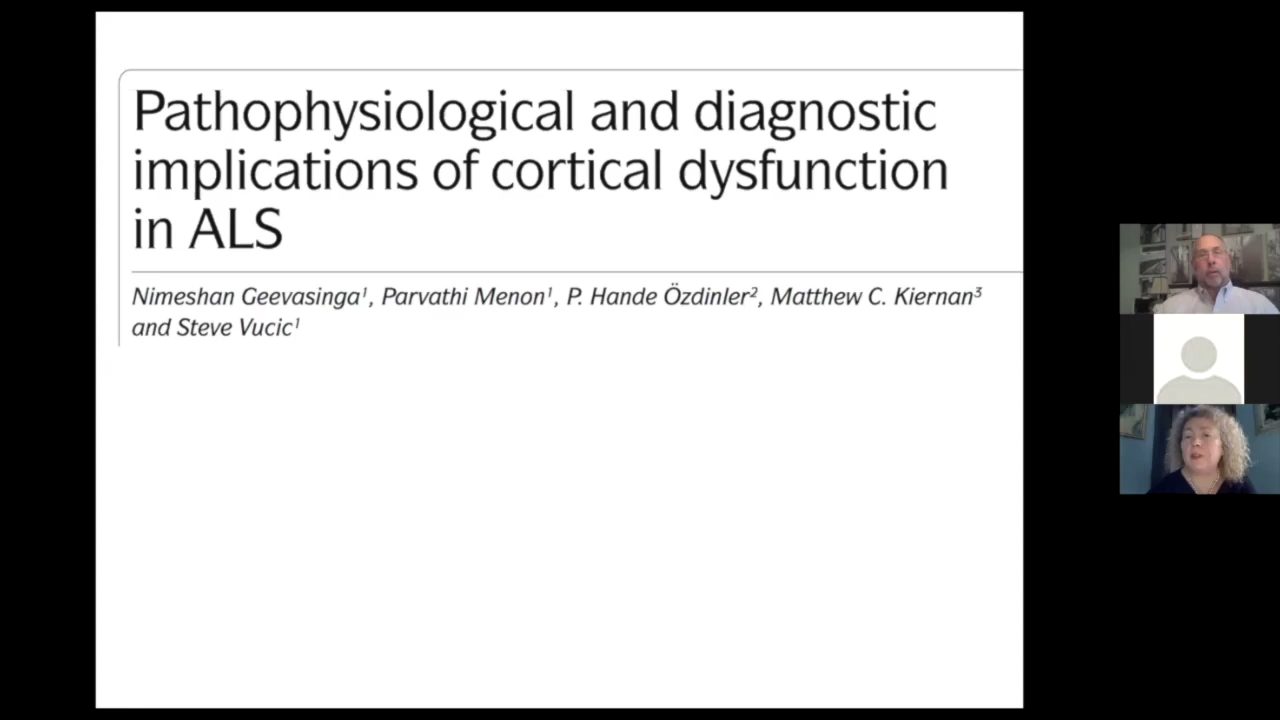 Pathophysiological and diagnostic
implications of cortical dysfunction
in ALS
Nimeshan Geevasinga¹, Parvathi Menon¹, P. Hande Özdinler², Matthew C. Kiernan³
and Steve Vucic¹